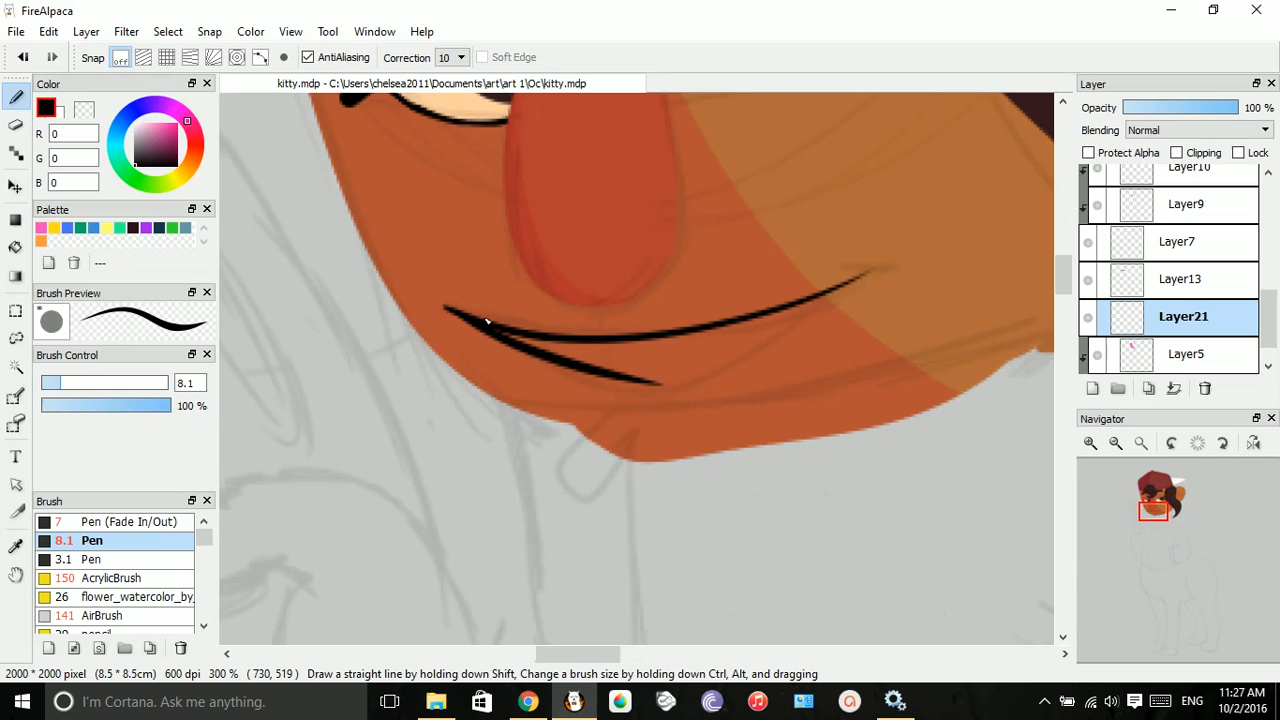 FireAlpaca
File Edit Layer Filter Select Snap Color View Tool Window Help
Snap off AntiAliasing Correction 10 Soft Edge
kitty.mdp - C:\Users\chelsea2011\Documents\art\art 1\Oc\kitty.mdp
Color
R 0
G 0
B 0
Palette
---
Brush Preview
Brush Control
8.1
100 %
Brush
7 Pen (Fade In/Out)
8.1 Pen
3.1 Pen
150 AcrylicBrush
26 flower_watercolor_by_
141 AirBrush
pencil
Layer
Opacity 100 %
Blending Normal
Protect Alpha Clipping Lock
Layer10
Layer9
Layer7
Layer13
Layer21
Layer5
Navigator
2000 * 2000 pixel (8.5 * 8.5cm) 600 dpi 300 % ( 730, 519 ) Draw a straight line by holding down Shift, Change a brush size by holding down Ctrl, Alt, and dragging
I'm Cortana. Ask me anything.
ENG
11:27 AM
10/2/2016